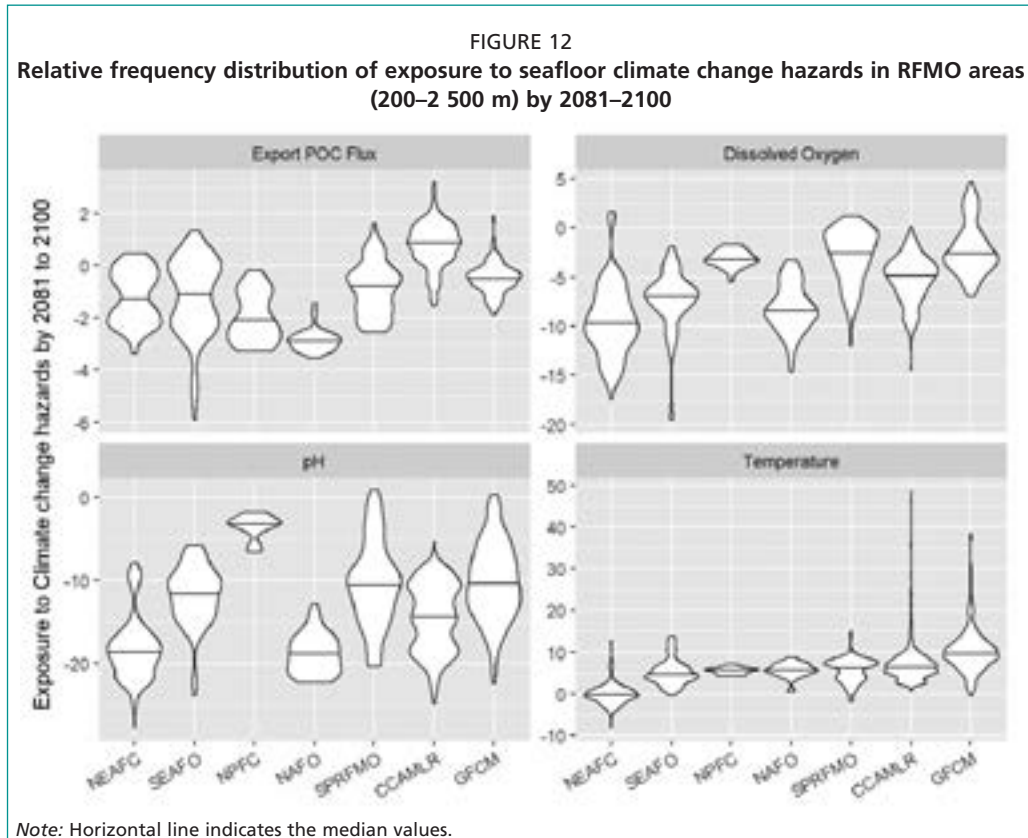 FIGURE 12
Relative frequency distribution of exposure to seafloor climate change hazards in RFMO areas
(200–2 500 m) by 2081–2100
Exposure to Climate change hazards by 2081 to 2100
Export POC Flux
2
0
-2
-4
-6
Dissolved Oxygen
5
0
-5
-10
-15
-20
pH
0
-10
-20
NEAFC
SEAFO
NPFC
NAFO
SPRFMO
CCAMLR
GFCM
Temperature
50
40
30
20
10
0
-10
NEAFC
SEAFO
NPFC
NAFO
SPRFMO
CCAMLR
GFCM
Note: Horizontal line indicates the median values.